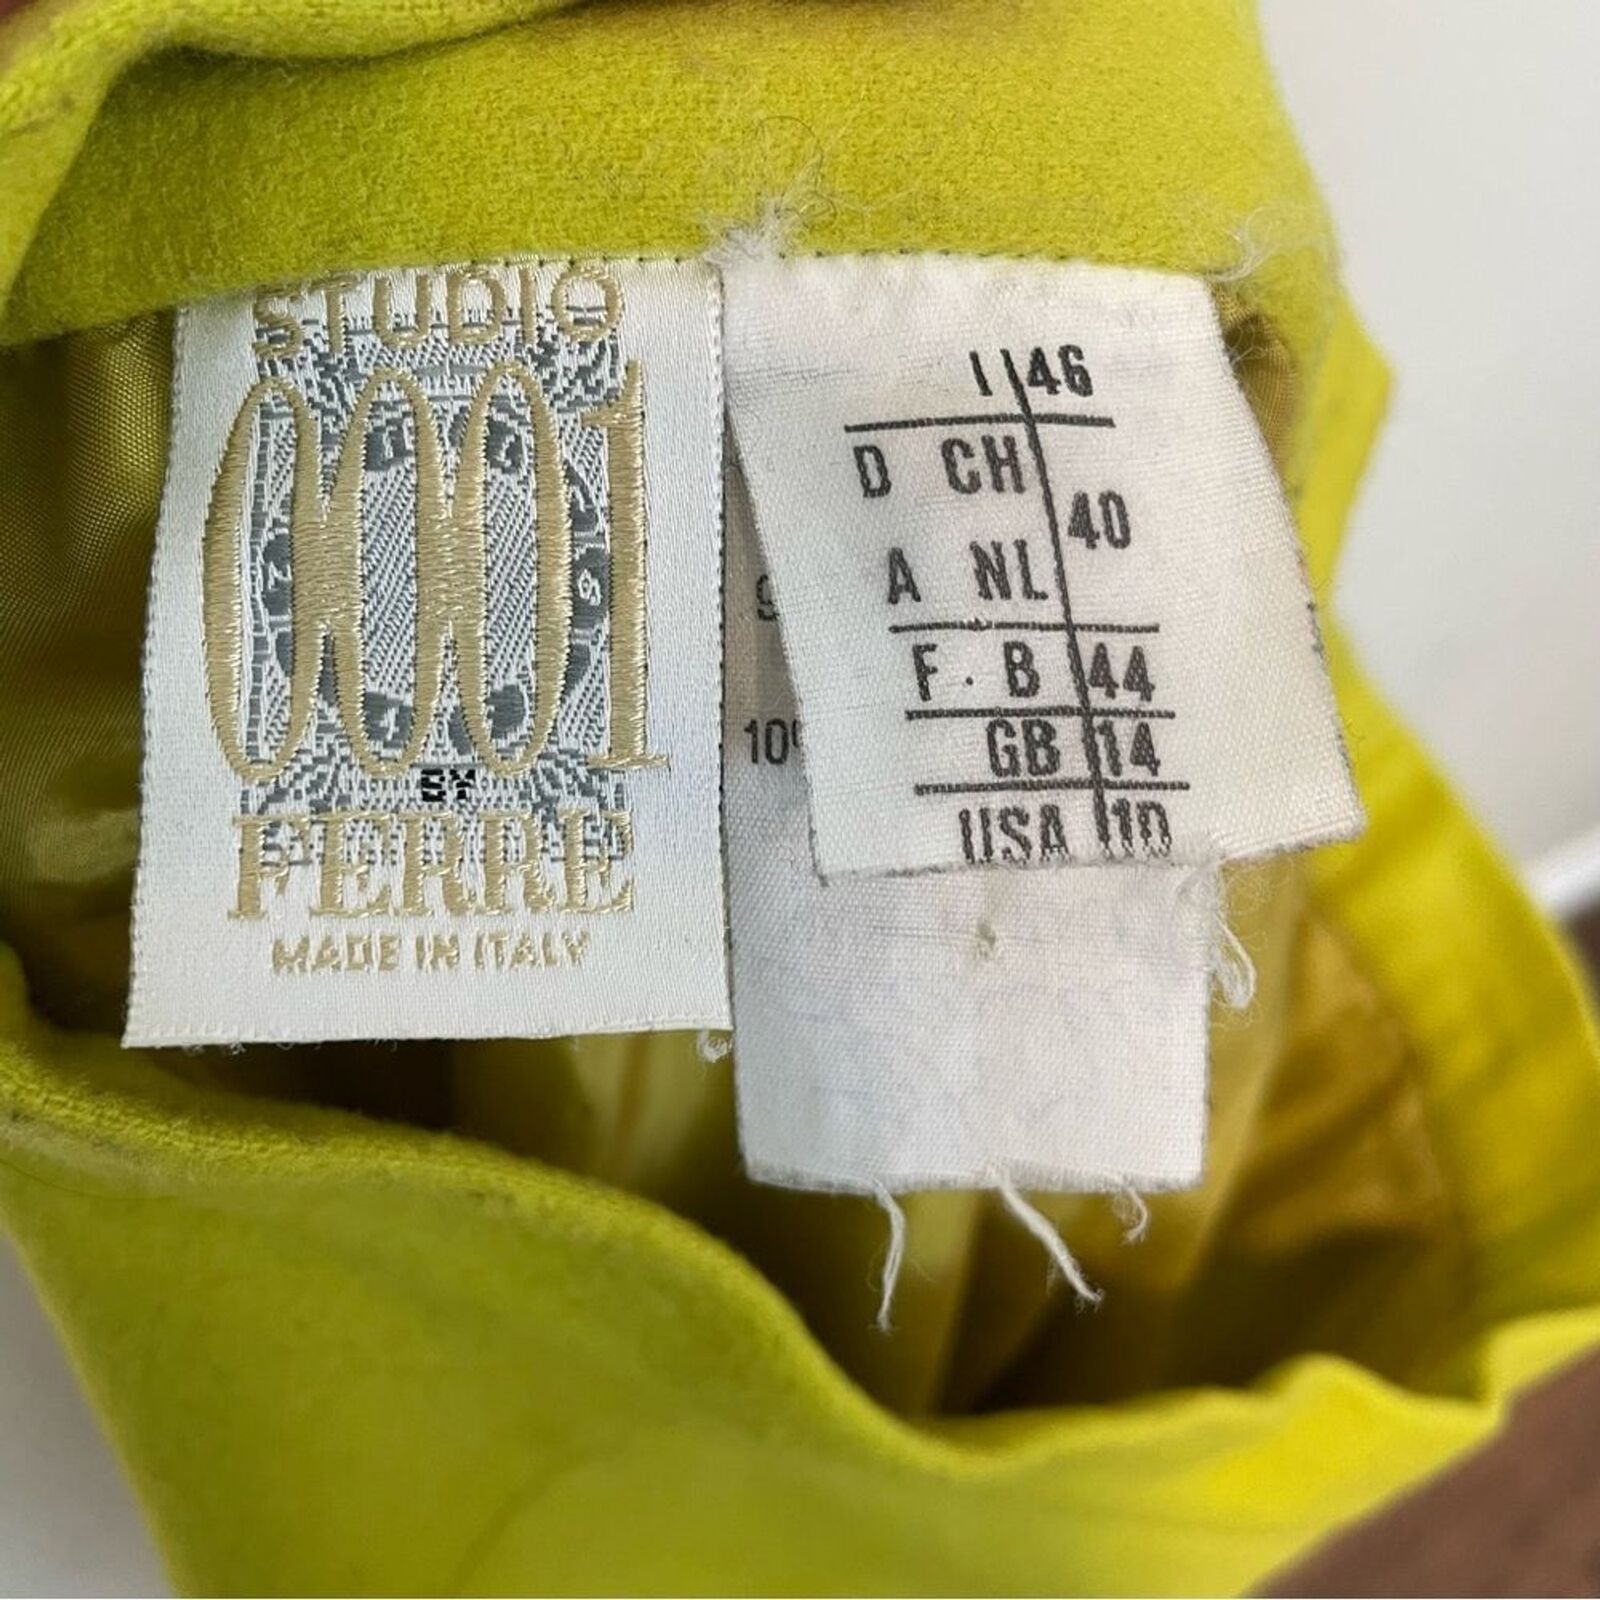 STUDIO
0001
BY
FERRE
MADE IN ITALY
I 46
D CH
40
A NL
F. B 44
GB 14
USA 10